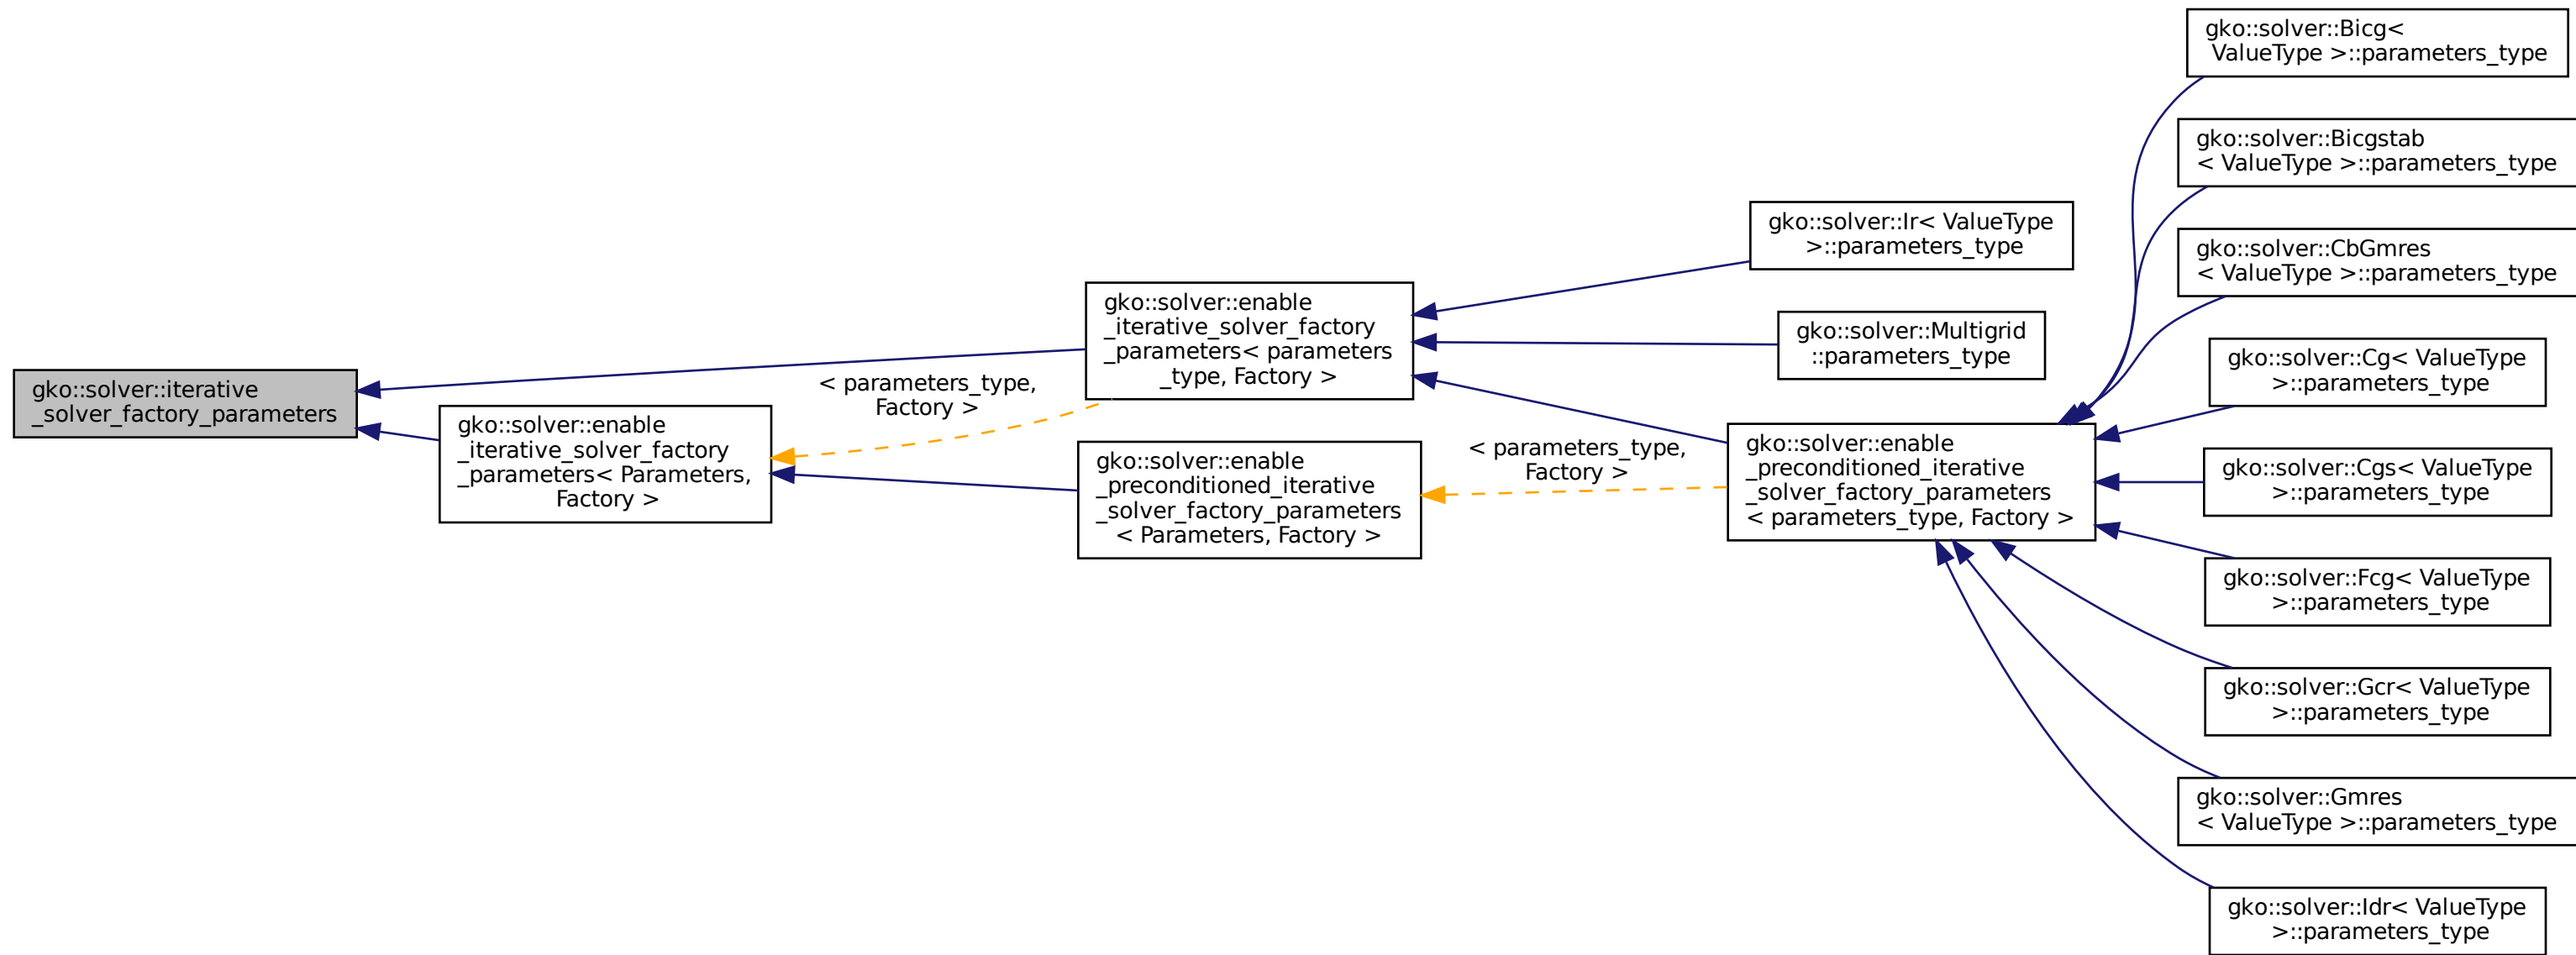 gko::solver::iterative
_solver_factory_parameters
gko::solver::enable
_iterative_solver_factory
_parameters< Parameters,
Factory >
< parameters_type,
Factory >
gko::solver::enable
_iterative_solver_factory
_parameters< parameters
_type, Factory >
gko::solver::enable
_preconditioned_iterative
_solver_factory_parameters
< Parameters, Factory >
< parameters_type,
Factory >
gko::solver::Ir< ValueType
>::parameters_type
gko::solver::Multigrid
::parameters_type
gko::solver::enable
_preconditioned_iterative
_solver_factory_parameters
< parameters_type, Factory >
gko::solver::Bicg<
ValueType >::parameters_type
gko::solver::Bicgstab
< ValueType >::parameters_type
gko::solver::CbGmres
< ValueType >::parameters_type
gko::solver::Cg< ValueType
>::parameters_type
gko::solver::Cgs< ValueType
>::parameters_type
gko::solver::Fcg< ValueType
>::parameters_type
gko::solver::Gcr< ValueType
>::parameters_type
gko::solver::Gmres
< ValueType >::parameters_type
gko::solver::Idr< ValueType
>::parameters_type